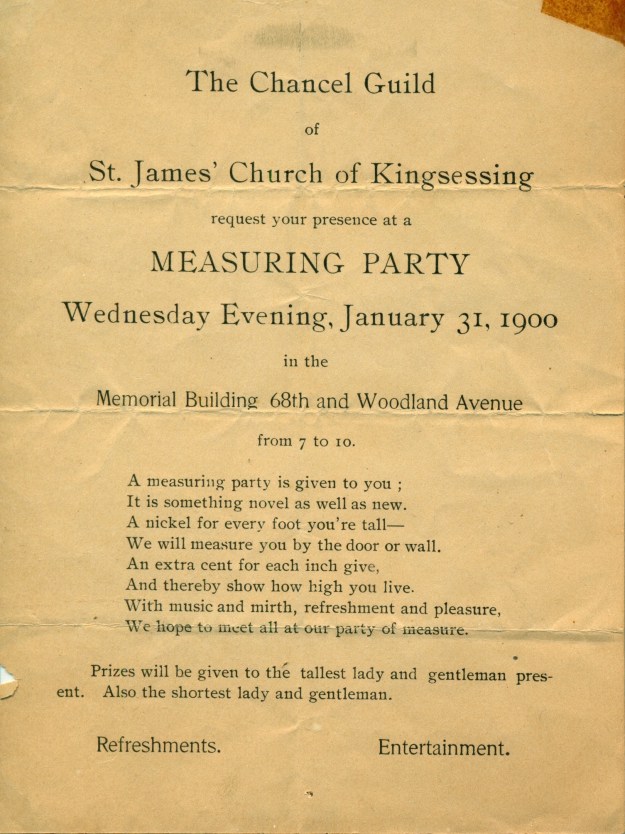 The Chancel Guild
of
St. James' Church of Kingsessing
request your presence at a
MEASURING PARTY
Wednesday Evening, January 31, 1900
in the
Memorial Building 68th and Woodland Avenue
from 7 to 10.
A measuring party is given to you ;
It is something novel as well as new.
A nickel for every foot you're tall—
We will measure you by the door or wall.
An extra cent for each inch give,
And thereby show how high you live.
With music and mirth, refreshment and pleasure,
We hope to meet all at our party of measure.
Prizes will be given to the tallest lady and gentleman pres-
ent. Also the shortest lady and gentleman.
Refreshments. Entertainment.